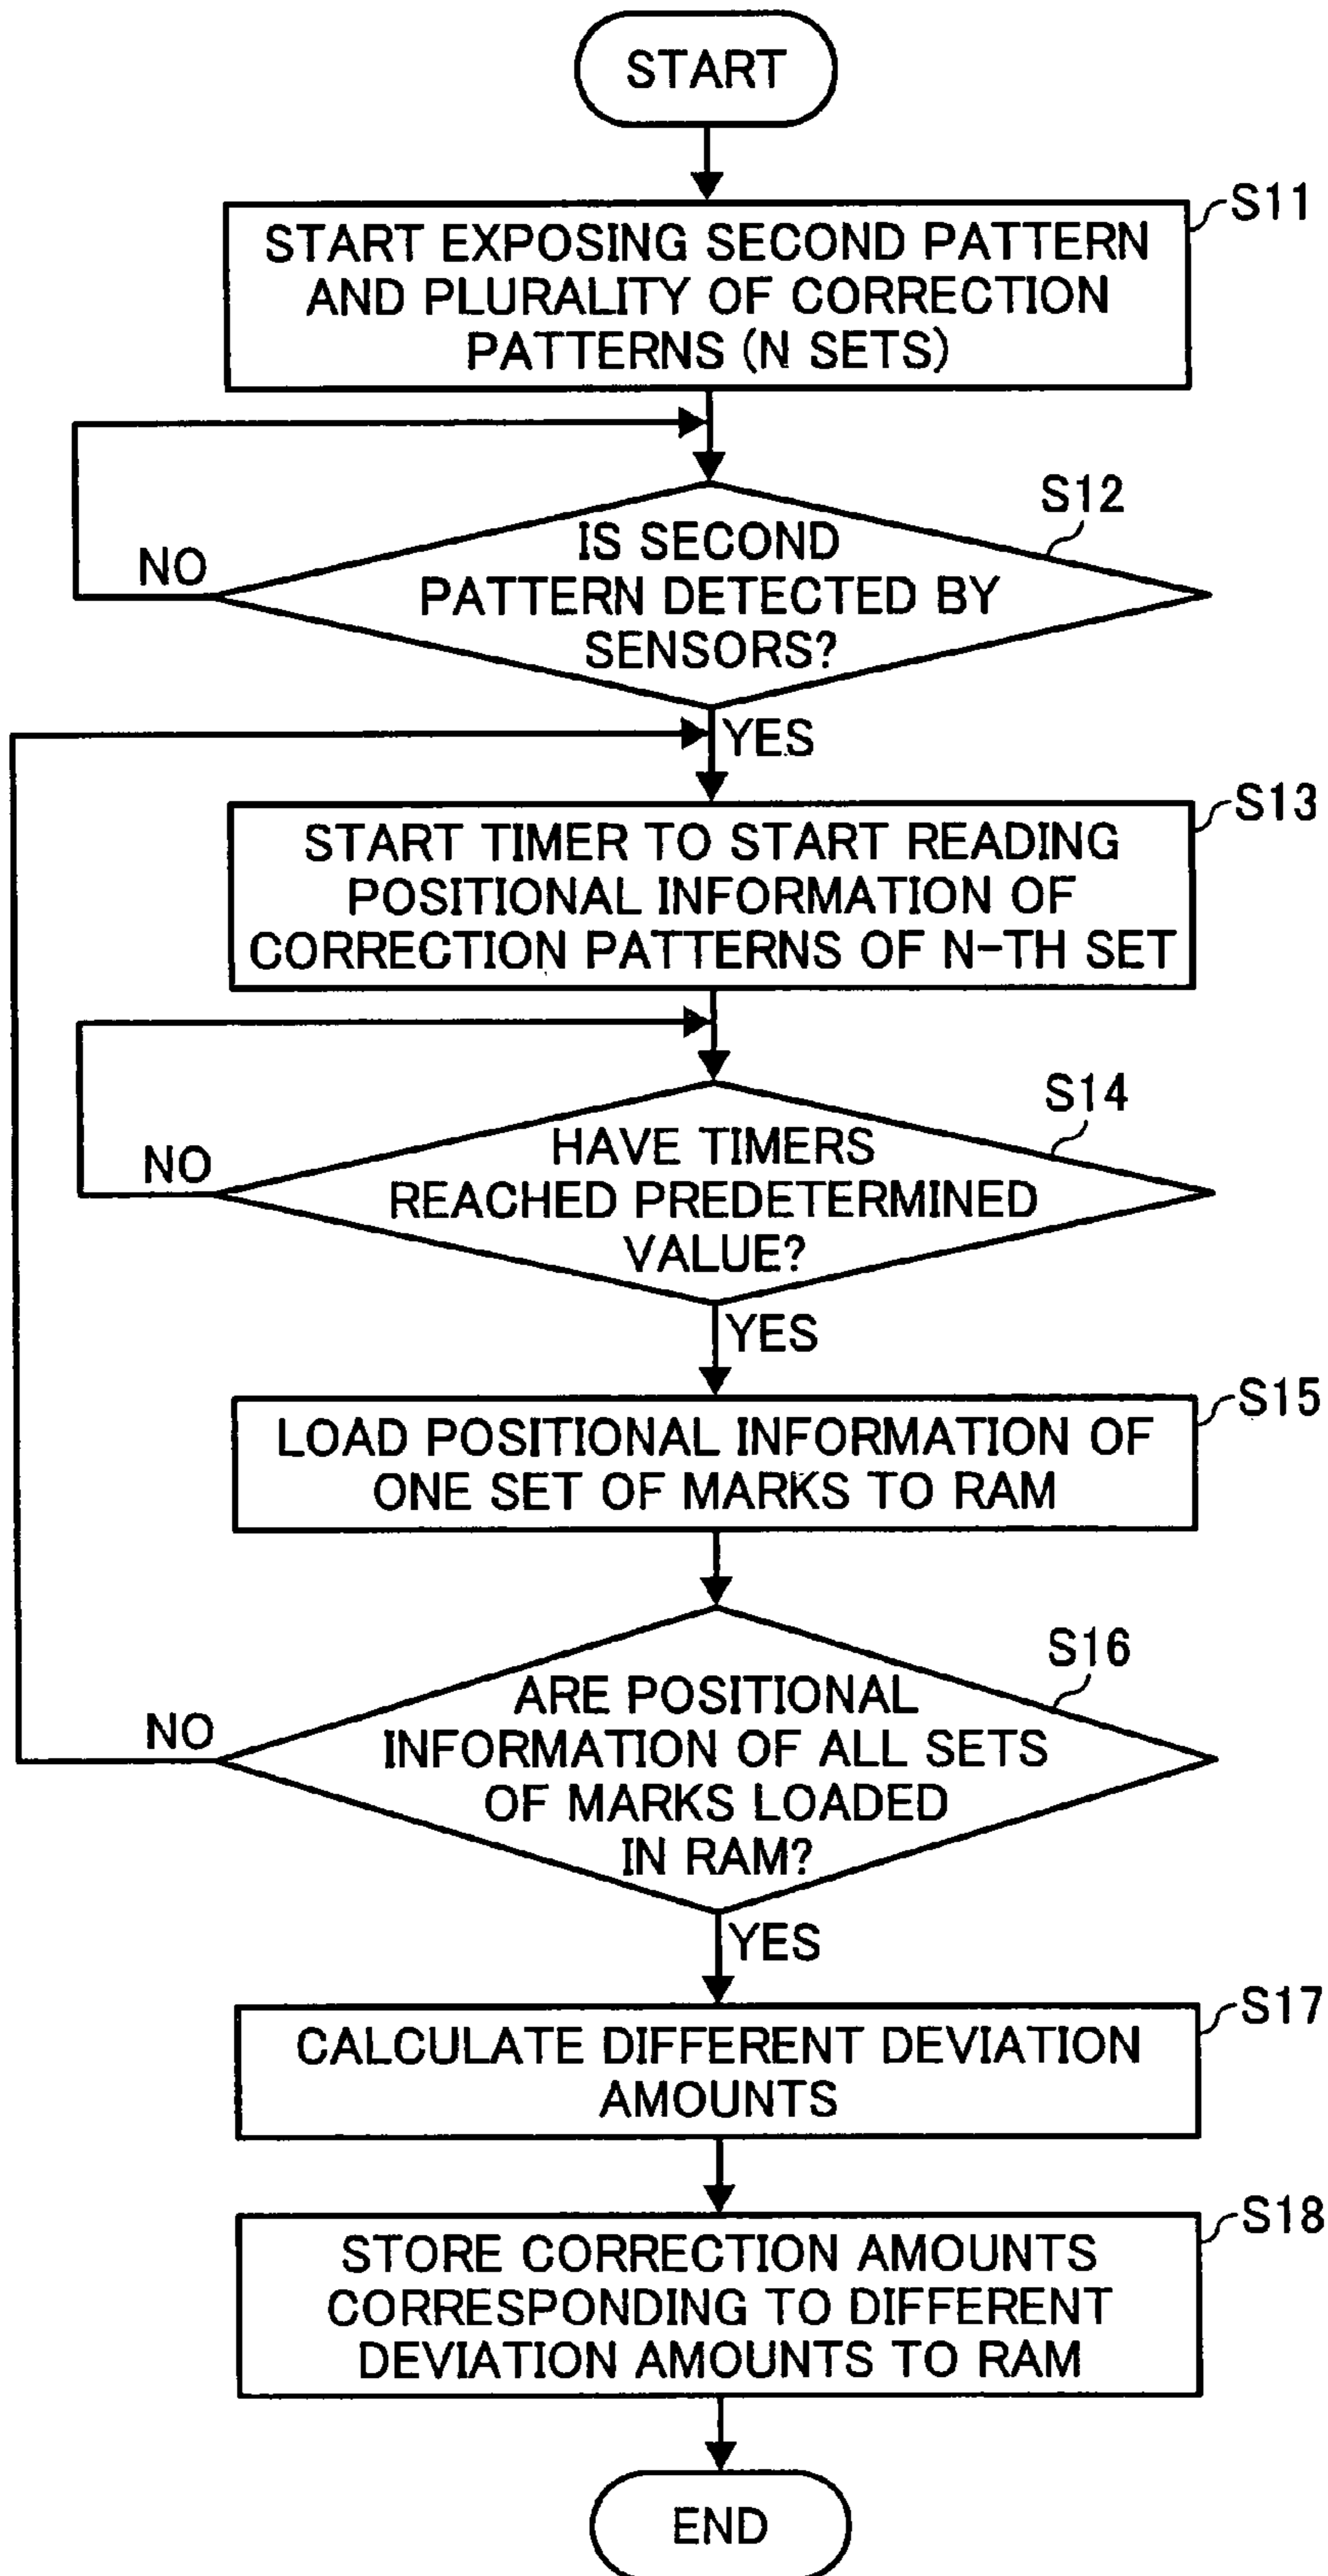 START
S11
START EXPOSING SECOND PATTERN
AND PLURALITY OF CORRECTION
PATTERNS (N SETS)
S12
IS SECOND
PATTERN DETECTED BY
SENSORS?
NO
YES
S13
START TIMER TO START READING
POSITIONAL INFORMATION OF
CORRECTION PATTERNS OF N-TH SET
S14
HAVE TIMERS
REACHED PREDETERMINED
VALUE?
NO
YES
S15
LOAD POSITIONAL INFORMATION OF
ONE SET OF MARKS TO RAM
S16
ARE POSITIONAL
INFORMATION OF ALL SETS
OF MARKS LOADED
IN RAM?
NO
YES
S17
CALCULATE DIFFERENT DEVIATION
AMOUNTS
S18
STORE CORRECTION AMOUNTS
CORRESPONDING TO DIFFERENT
DEVIATION AMOUNTS TO RAM
END